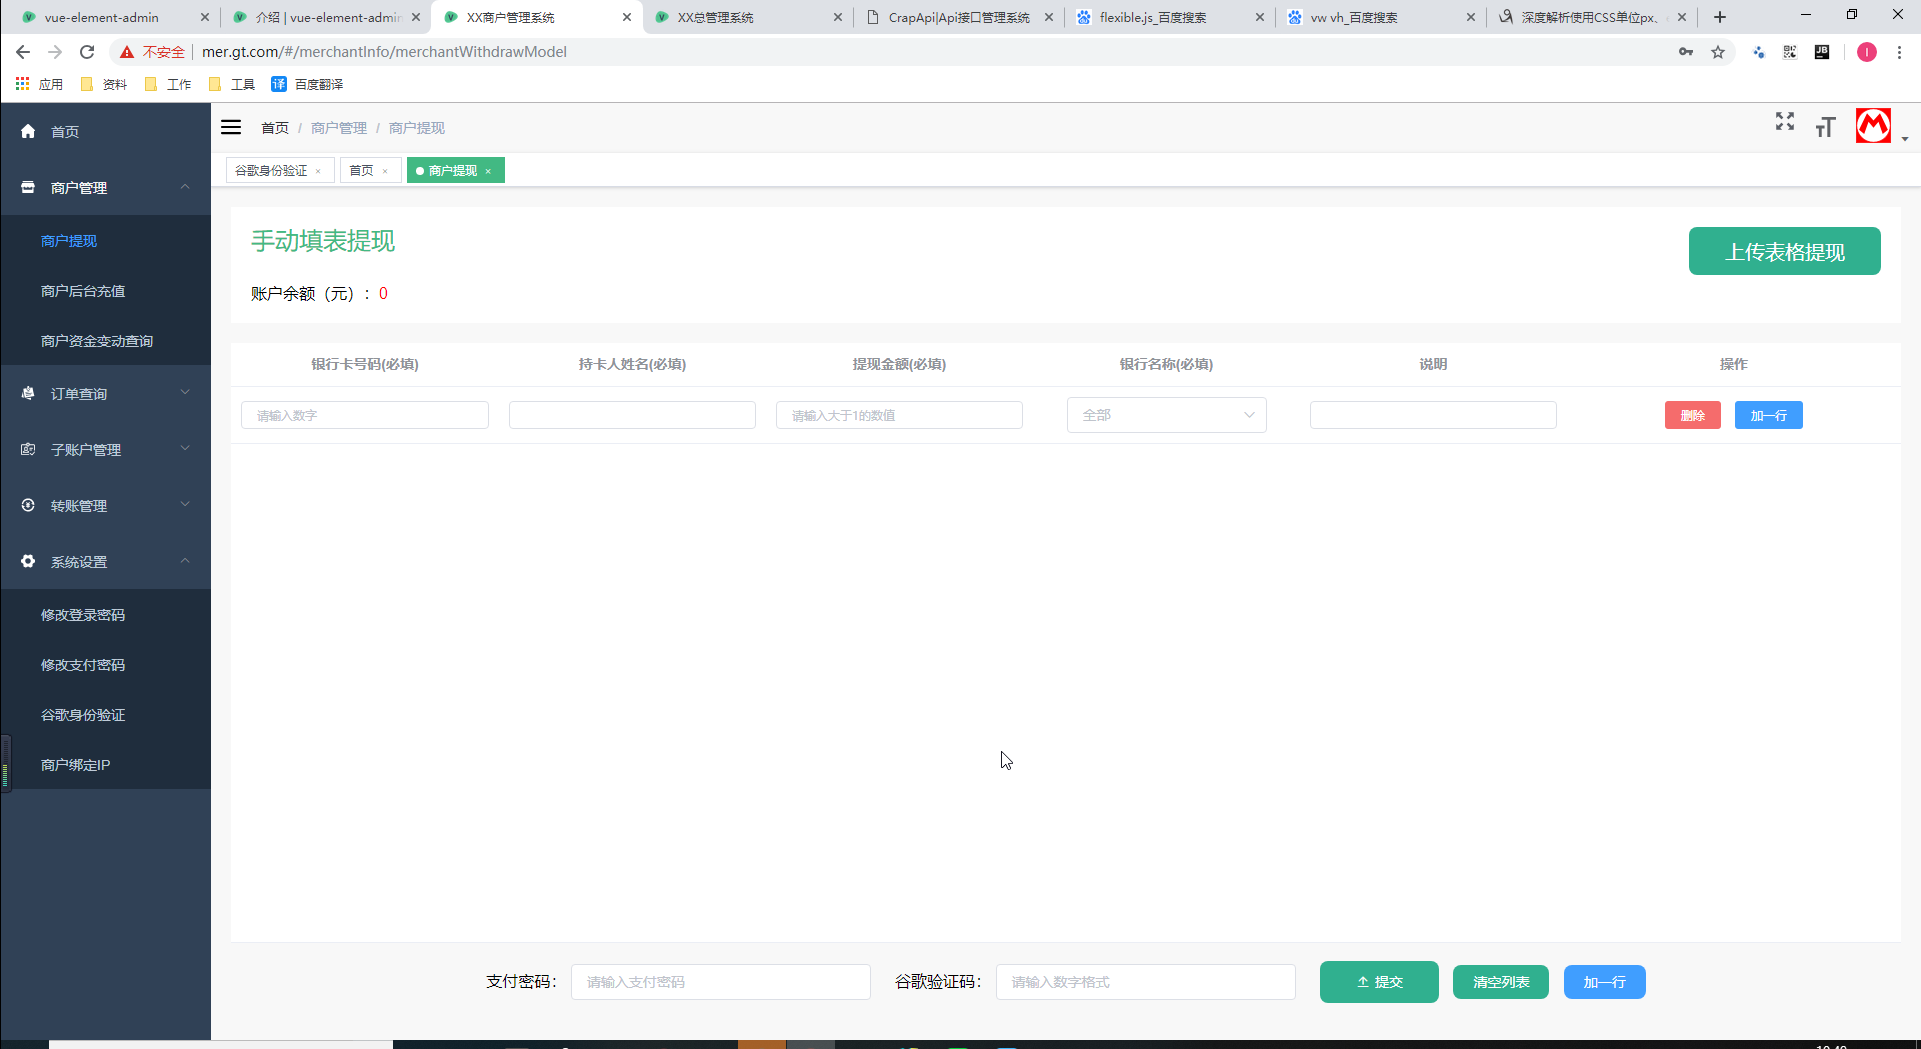 vue-element-admin
介绍 | vue-element-admin
XX商户管理系统
XX总管理系统
CrapApi|Api接口管理系统
flexible.js_百度搜索
vw vh_百度搜索
深度解析使用CSS单位px、
不安全
mer.gt.com/#/merchantInfo/merchantWithdrawModel
JB
I
应用
资料
工作
工具
译
百度翻译
首页
商户管理
商户提现
商户后台充值
商户资金变动查询
订单查询
子账户管理
转账管理
系统设置
修改登录密码
修改支付密码
谷歌身份验证
商户绑定IP
首页 / 商户管理 / 商户提现
谷歌身份验证 ×
首页 ×
商户提现 ×
手动填表提现
上传表格提现
账户余额（元）：0
银行卡号码(必填)
持卡人姓名(必填)
提现金额(必填)
银行名称(必填)
说明
操作
请输入数字
请输入大于1的数值
全部
删除
加一行
支付密码：
请输入支付密码
谷歌验证码：
请输入数字格式
提交
清空列表
加一行